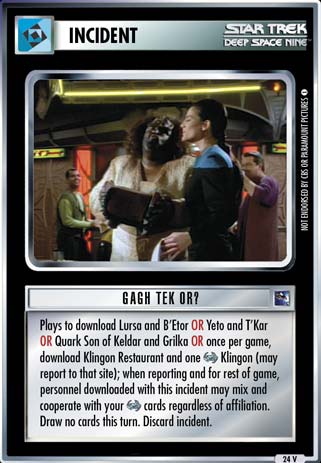 INCIDENT
STAR TREK
DEEP SPACE NINE
NOT ENDORSED BY CBS OR PARAMOUNT PICTURES
GAGH TEK OR?
Plays to download Lursa and B'Etor OR Yeto and T'Kar
OR Quark Son of Keldar and Grilka OR once per game,
download Klingon Restaurant and one Klingon (may
report to that site); when reporting and for rest of game,
personnel downloaded with this incident may mix and
cooperate with your cards regardless of affiliation.
Draw no cards this turn. Discard incident.
24 V